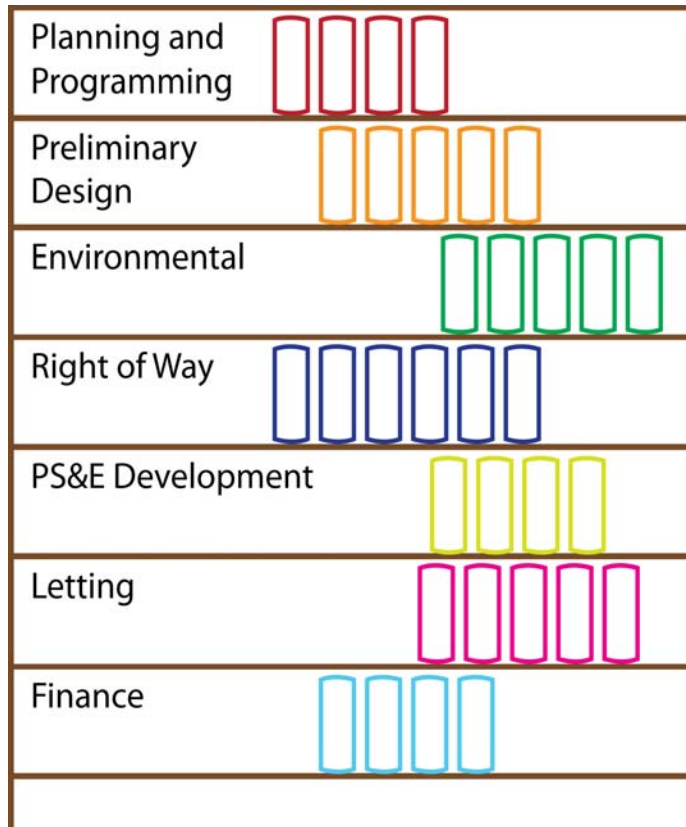 Planning and
Programming
Preliminary
Design
Environmental
Right of Way
PS&E Development
Letting
Finance